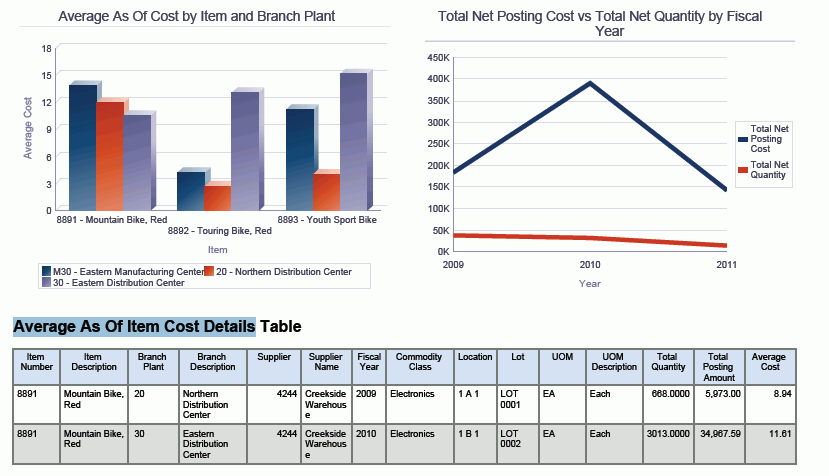 Average As Of Cost by Item and Branch Plant
18
15
12
9
6
3
0
Average Cost
8891 - Mountain Bike, Red
8892 - Touring Bike, Red
8893 - Youth Sport Bike
Item
M30 - Eastern Manufacturing Center
20 - Northern Distribution Center
30 - Eastern Distribution Center
Total Net Posting Cost vs Total Net Quantity by Fiscal
Year
450K
400K
350K
300K
250K
200K
150K
100K
50K
0K
2009
2010
2011
Year
Total Net
Posting
Cost
Total Net
Quantity
Average As Of Item Cost Details Table
Item
Number
Item
Description
Branch
Plant
Branch
Description
Supplier
Supplier
Name
Fiscal
Year
Commodity
Class
Location
Lot
UOM
UOM
Description
Total
Quantity
Total
Posting
Amount
Average
Cost
8891
Mountain Bike,
Red
20
Northern
Distribution
Center
4244
Creekside
Warehous
e
2009
Electronics
1 A 1
LOT
0001
EA
Each
668.0000
5,973.00
8.94
8891
Mountain Bike,
Red
30
Eastern
Distribution
Center
4244
Creekside
Warehous
e
2010
Electronics
1 B 1
LOT
0002
EA
Each
3013.0000
34,967.59
11.61